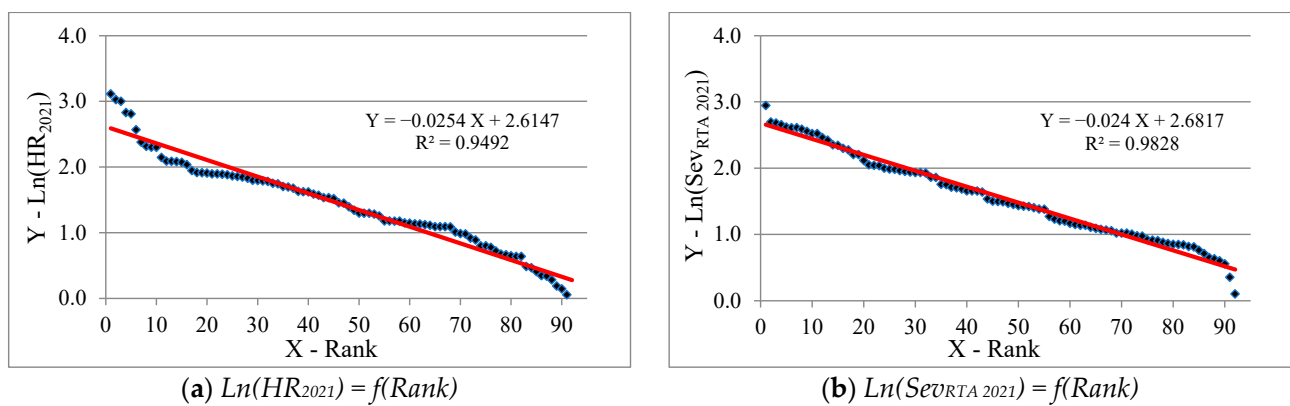 4.0
3.0
2.0
1.0
0.0
Y - Ln(HR2021)
Y = −0.0254 X + 2.6147
R² = 0.9492
0 10 20 30 40 50 60 70 80 90
X - Rank
(a) Ln(HR2021) = f(Rank)
4.0
3.0
2.0
1.0
0.0
Y - Ln(SevRTA 2021)
Y = −0.024 X + 2.6817
R² = 0.9828
0 10 20 30 40 50 60 70 80 90
X - Rank
(b) Ln(SevRTA 2021) = f(Rank)